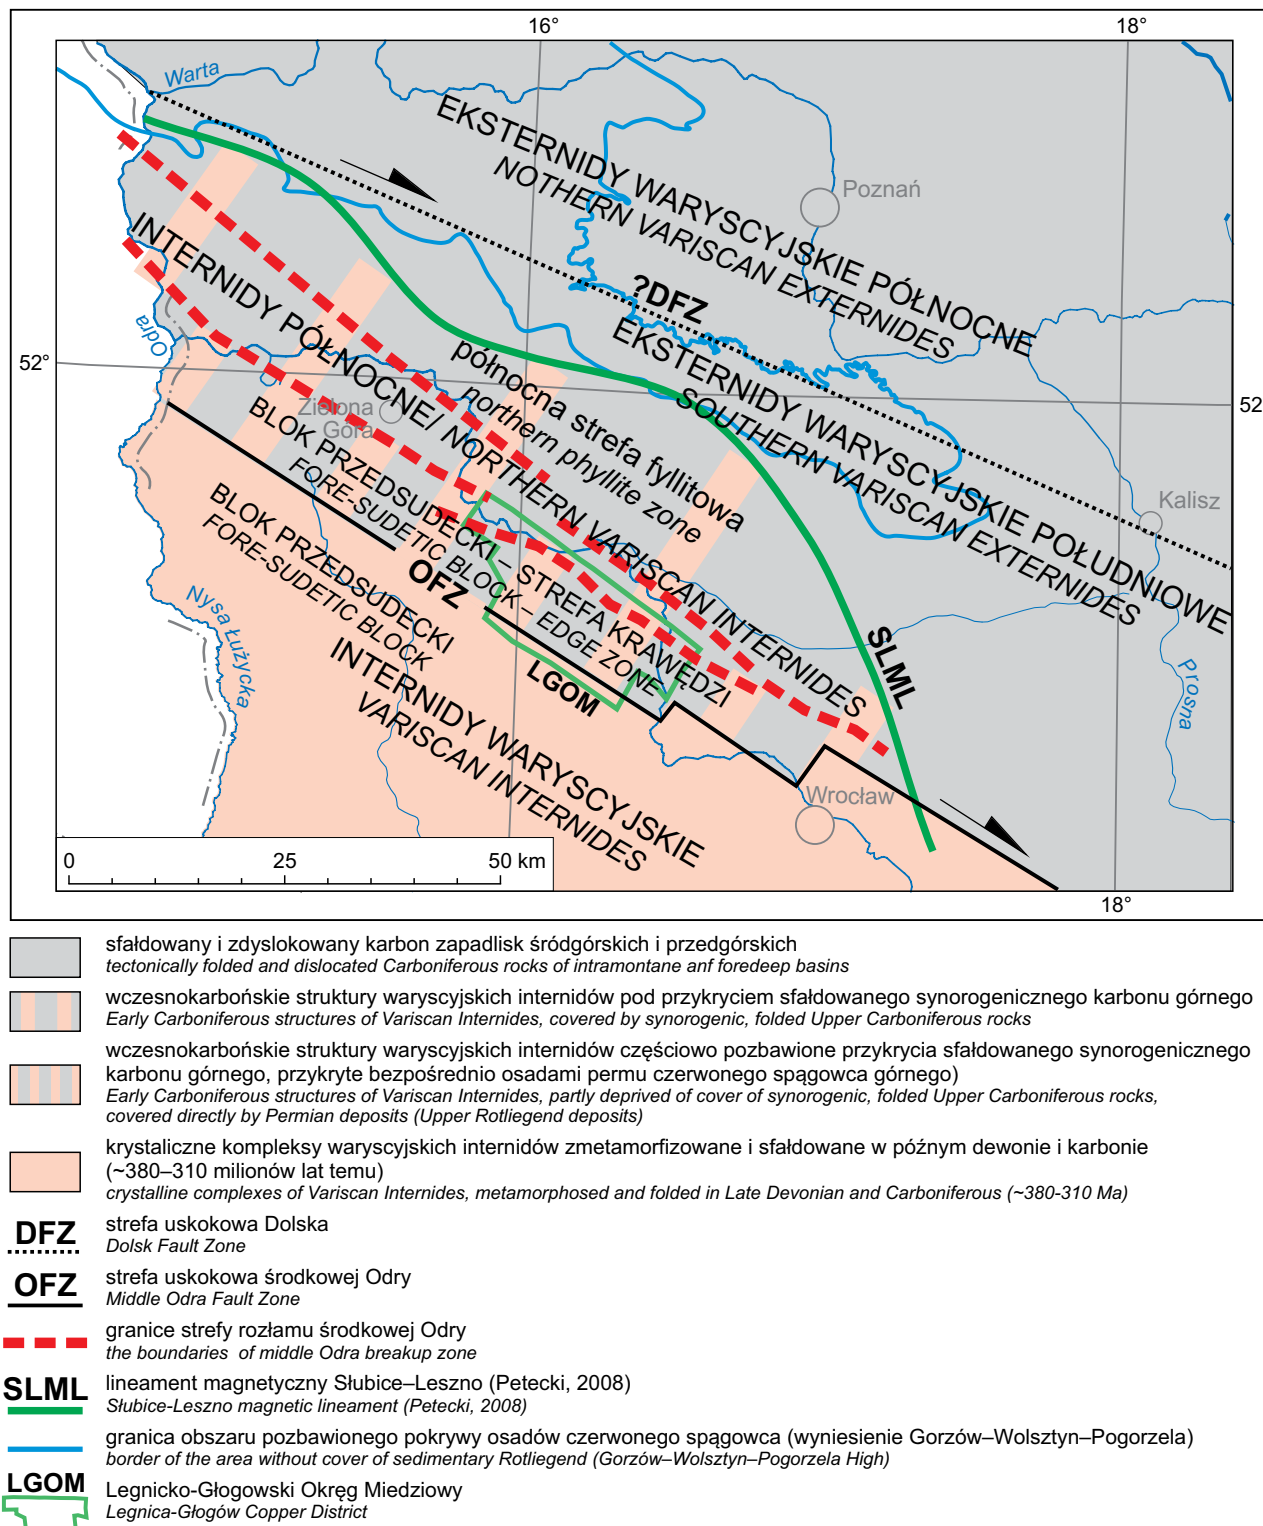 16°
18°
Warta
EKSTERNIDY WARYSCYJSKIE PÓŁNOCNE
NOTHERN VARISCAN EXTERNIDES
Poznań
INTERNIDY PÓŁNOCNE/ NORTHERN VARISCAN INTERNIDES
?DFZ
EKSTERNIDY WARYSCYJSKIE POŁUDNIOWE
SOUTHERN VARISCAN EXTERNIDES
Odra
52°
52
północna strefa fyllitowa
northern phyllite zone
Zielona
Góra
BLOK PRZEDSUDECKI – STREFA KRAWĘDZI
FORE-SUDETIC BLOCK – EDGE ZONE
Kalisz
BLOK PRZEDSUDECKI
FORE-SUDETIC BLOCK
OFZ
Nysa Łużycka
INTERNIDY WARYSCYJSKIE
VARISCAN INTERNIDES
LGOM
SLML
Prosna
Wrocław
0 25 50 km
18°
sfałdowany i zdyslokowany karbon zapadlisk śródgórskich i przedgórskich
tectonically folded and dislocated Carboniferous rocks of intramontane anf foredeep basins
wczesnokarbońskie struktury waryscyjskich internidów pod przykryciem sfałdowanego synorogenicznego karbonu górnego
Early Carboniferous structures of Variscan Internides, covered by synorogenic, folded Upper Carboniferous rocks
wczesnokarbońskie struktury waryscyjskich internidów częściowo pozbawione przykrycia sfałdowanego synorogenicznego
karbonu górnego, przykryte bezpośrednio osadami permu czerwonego spągowca górnego)
Early Carboniferous structures of Variscan Internides, partly deprived of cover of synorogenic, folded Upper Carboniferous rocks,
covered directly by Permian deposits (Upper Rotliegend deposits)
krystaliczne kompleksy waryscyjskich internidów zmetamorfizowane i sfałdowane w późnym dewonie i karbonie
(~380–310 milionów lat temu)
crystalline complexes of Variscan Internides, metamorphosed and folded in Late Devonian and Carboniferous (~380-310 Ma)
DFZ
strefa uskokowa Dolska
Dolsk Fault Zone
OFZ
strefa uskokowa środkowej Odry
Middle Odra Fault Zone
granice strefy rozłamu środkowej Odry
the boundaries of middle Odra breakup zone
SLML
lineament magnetyczny Słubice–Leszno (Petecki, 2008)
Słubice-Leszno magnetic lineament (Petecki, 2008)
granica obszaru pozbawionego pokrywy osadów czerwonego spągowca (wyniesienie Gorzów–Wolsztyn–Pogorzela)
border of the area without cover of sedimentary Rotliegend (Gorzów–Wolsztyn–Pogorzela High)
LGOM
Legnicko-Głogowski Okręg Miedziowy
Legnica-Głogów Copper District